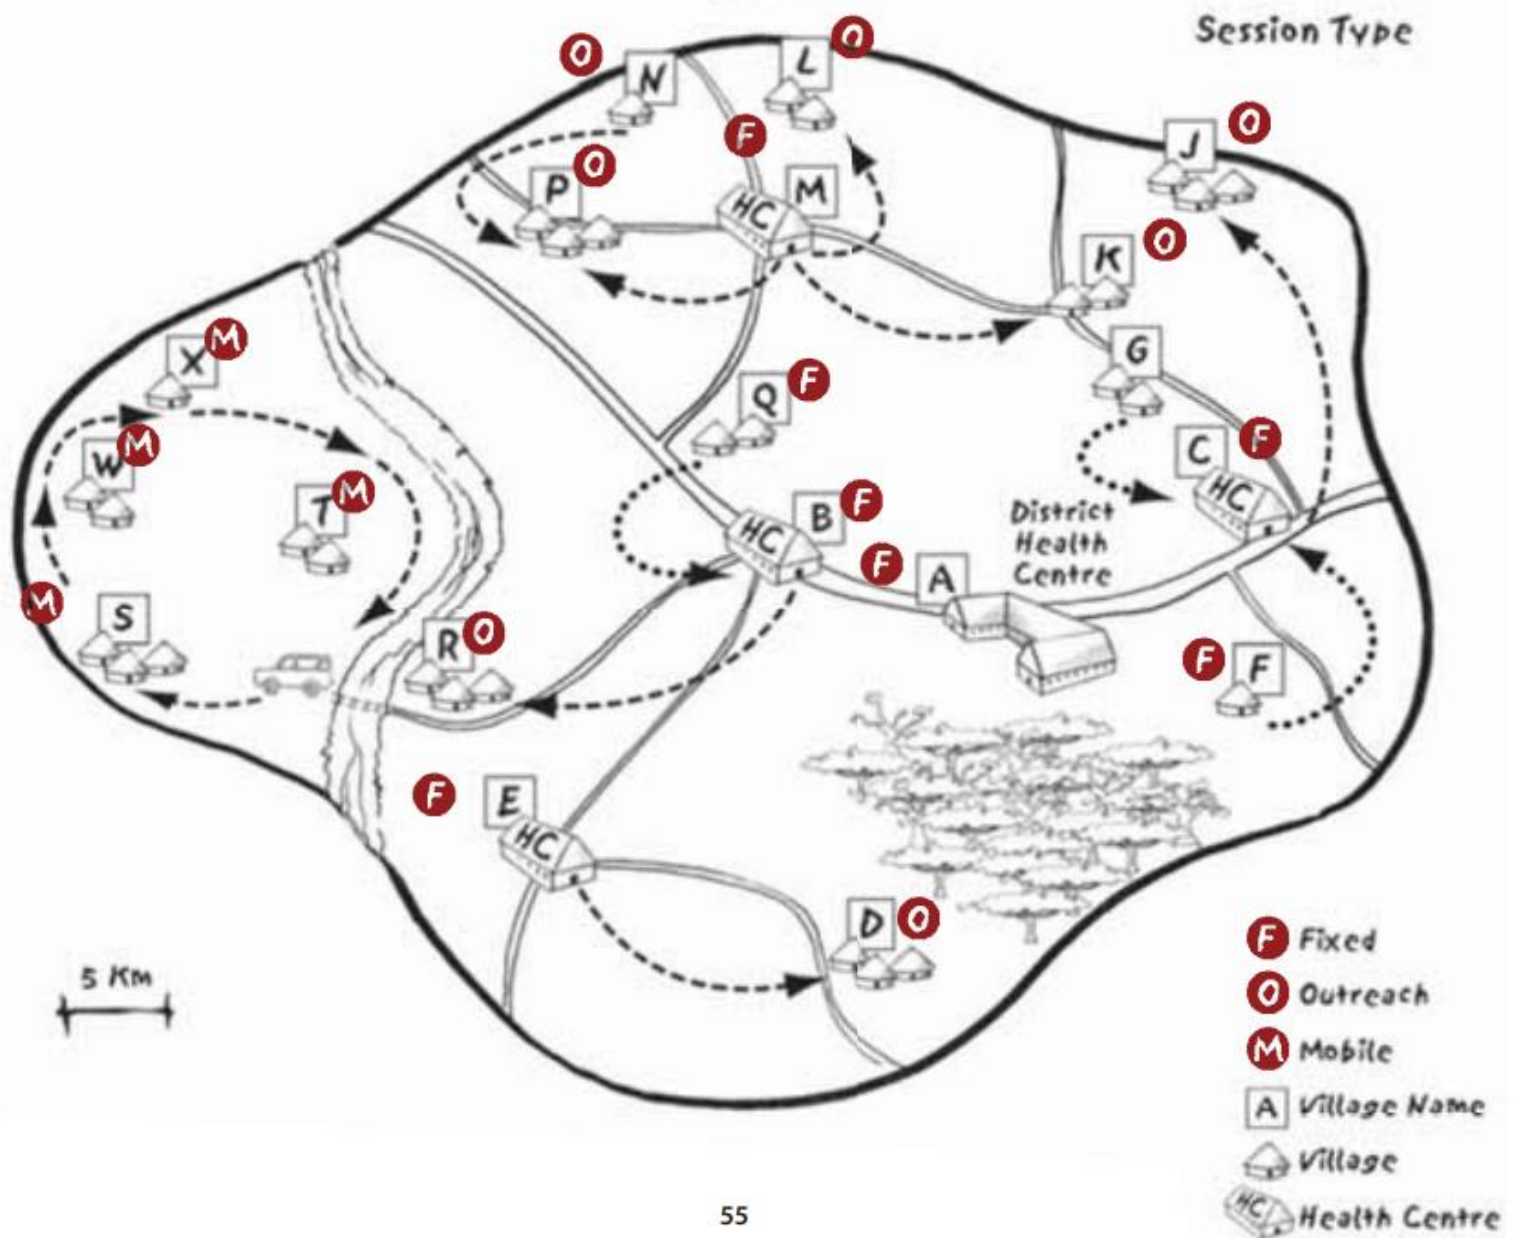 Session Type
O
N
L
O
F
J
O
P
O
HC
M
K
O
X
M
Q
F
G
W
M
C
F
HC
T
M
HC
B
F
District
Health
Centre
F
A
M
S
R
O
F
F
F
E
HC
D
O
5 Km
F Fixed
O Outreach
M Mobile
A Village Name
Village
HC Health Centre
55